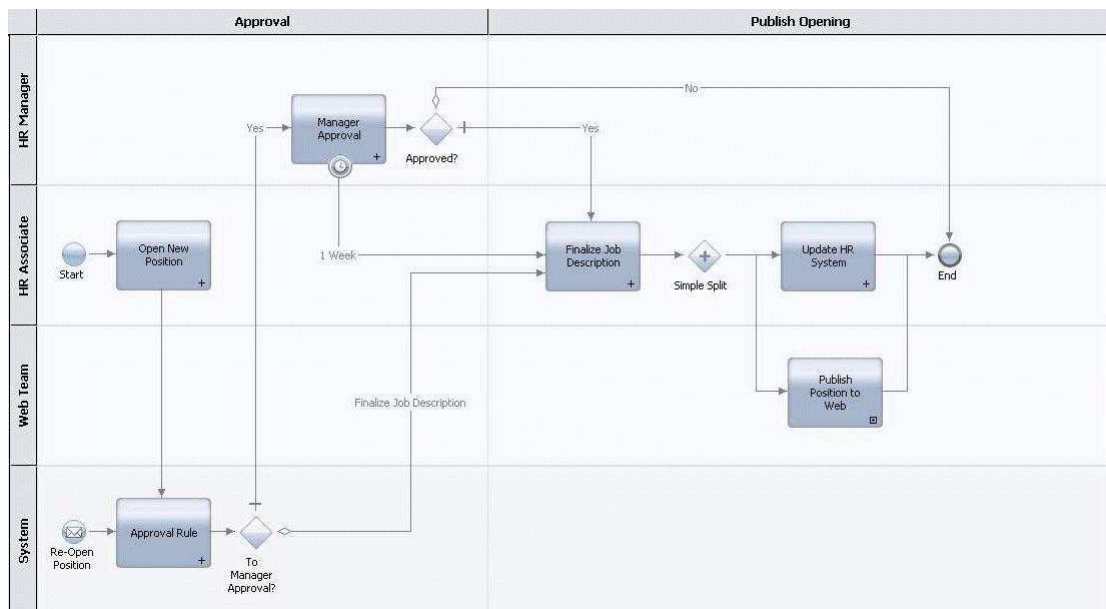 Approval
Publish Opening
HR Manager
Yes
Manager
Approval
Approved?
No
Yes
HR Associate
Start
Open New
Position
1 Week
Finalize Job
Description
Simple Split
Update HR
System
End
Web Team
Finalize Job Description
Publish
Position to
Web
System
Re-Open
Position
Approval Rule
To
Manager
Approval?